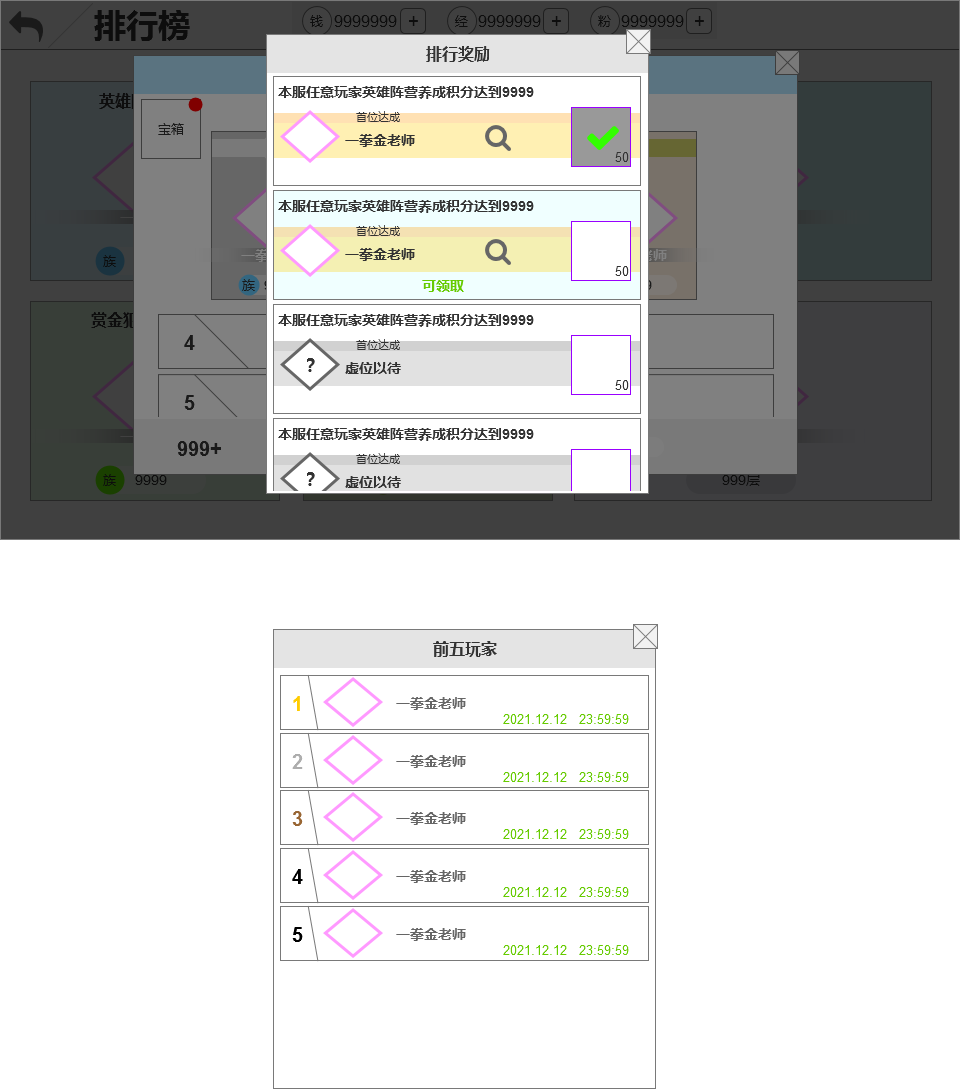 排行榜
钱 9999999 +
经 9999999 +
粉 9999999 +
排行奖励
宝箱
本服任意玩家英雄阵营养成积分达到9999
首位达成
一拳金老师
50
本服任意玩家英雄阵营养成积分达到9999
首位达成
一拳金老师
50
可领取
本服任意玩家英雄阵营养成积分达到9999
首位达成
? 虚位以待
50
本服任意玩家英雄阵营养成积分达到9999
首位达成
? 虚位以待
族
族
4
5
999+
族 9999
999层
前五玩家
1 一拳金老师
2021.12.12 23:59:59
2 一拳金老师
2021.12.12 23:59:59
3 一拳金老师
2021.12.12 23:59:59
4 一拳金老师
2021.12.12 23:59:59
5 一拳金老师
2021.12.12 23:59:59